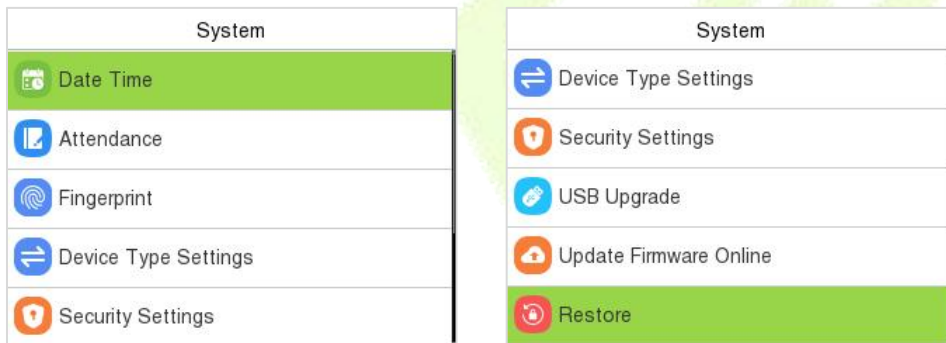 System
Date Time
Attendance
Fingerprint
Device Type Settings
Security Settings
System
Device Type Settings
Security Settings
USB Upgrade
Update Firmware Online
Restore